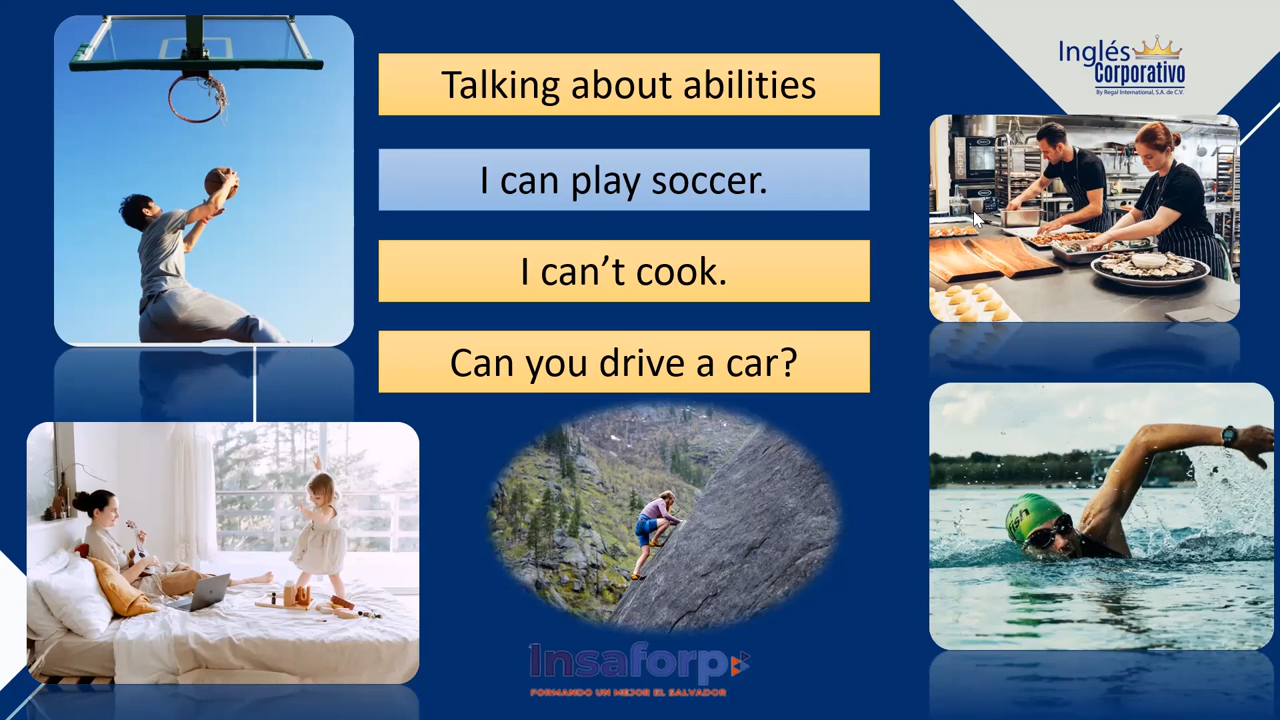 Talking about abilities
Inglés
Corporativo
By Regal International, S.A. de C.V.
I can play soccer.
I can't cook.
Can you drive a car?
fish
Insaforp
FORMANDO UN MEJOR EL SALVADOR